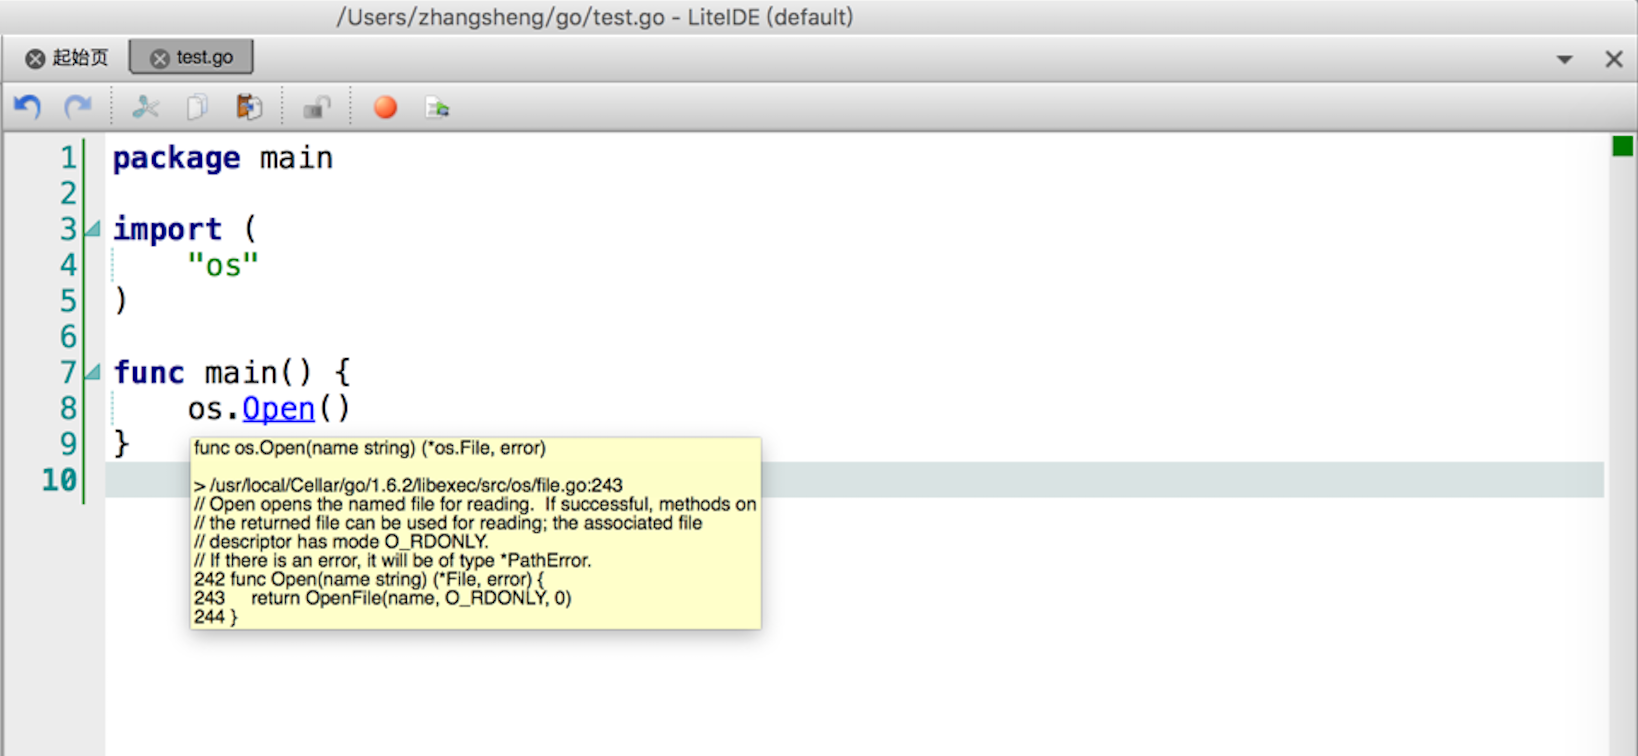 /Users/zhangsheng/go/test.go - LiteIDE (default)
起始页 test.go
1 package main
2
3 import (
4     "os"
5 )
6
7 func main() {
8     os.Open()
9 }
10
func os.Open(name string) (*os.File, error)
> /usr/local/Cellar/go/1.6.2/libexec/src/os/file.go:243
// Open opens the named file for reading.  If successful, methods on
// the returned file can be used for reading; the associated file
// descriptor has mode O_RDONLY.
// If there is an error, it will be of type *PathError.
242 func Open(name string) (*File, error) {
243     return OpenFile(name, O_RDONLY, 0)
244 }